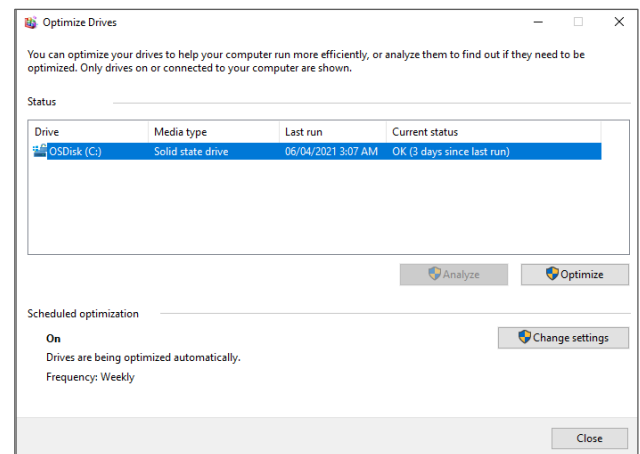 Optimize Drives
You can optimize your drives to help your computer run more efficiently, or analyze them to find out if they need to be
optimized. Only drives on or connected to your computer are shown.
Status
Drive Media type Last run Current status
OSDisk (C:) Solid state drive 06/04/2021 3:07 AM OK (3 days since last run)
Analyze Optimize
Scheduled optimization
On Change settings
Drives are being optimized automatically.
Frequency: Weekly
Close